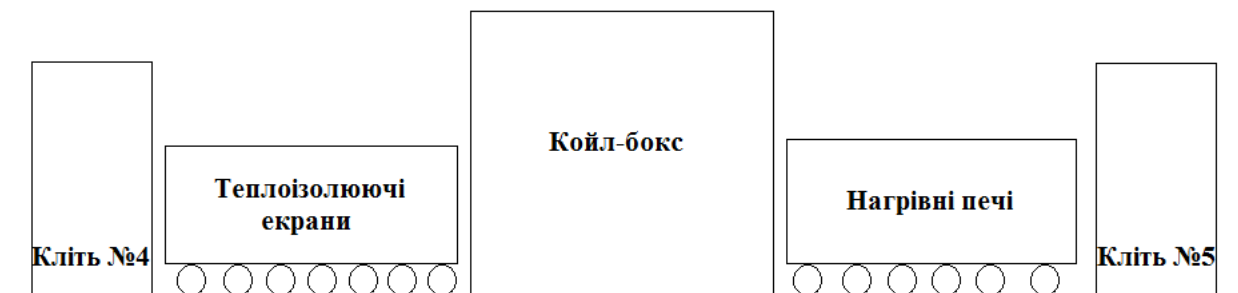 Кліть №4
Теплоізолюючі
екрани
Койл-бокс
Нагрівні печі
Кліть №5